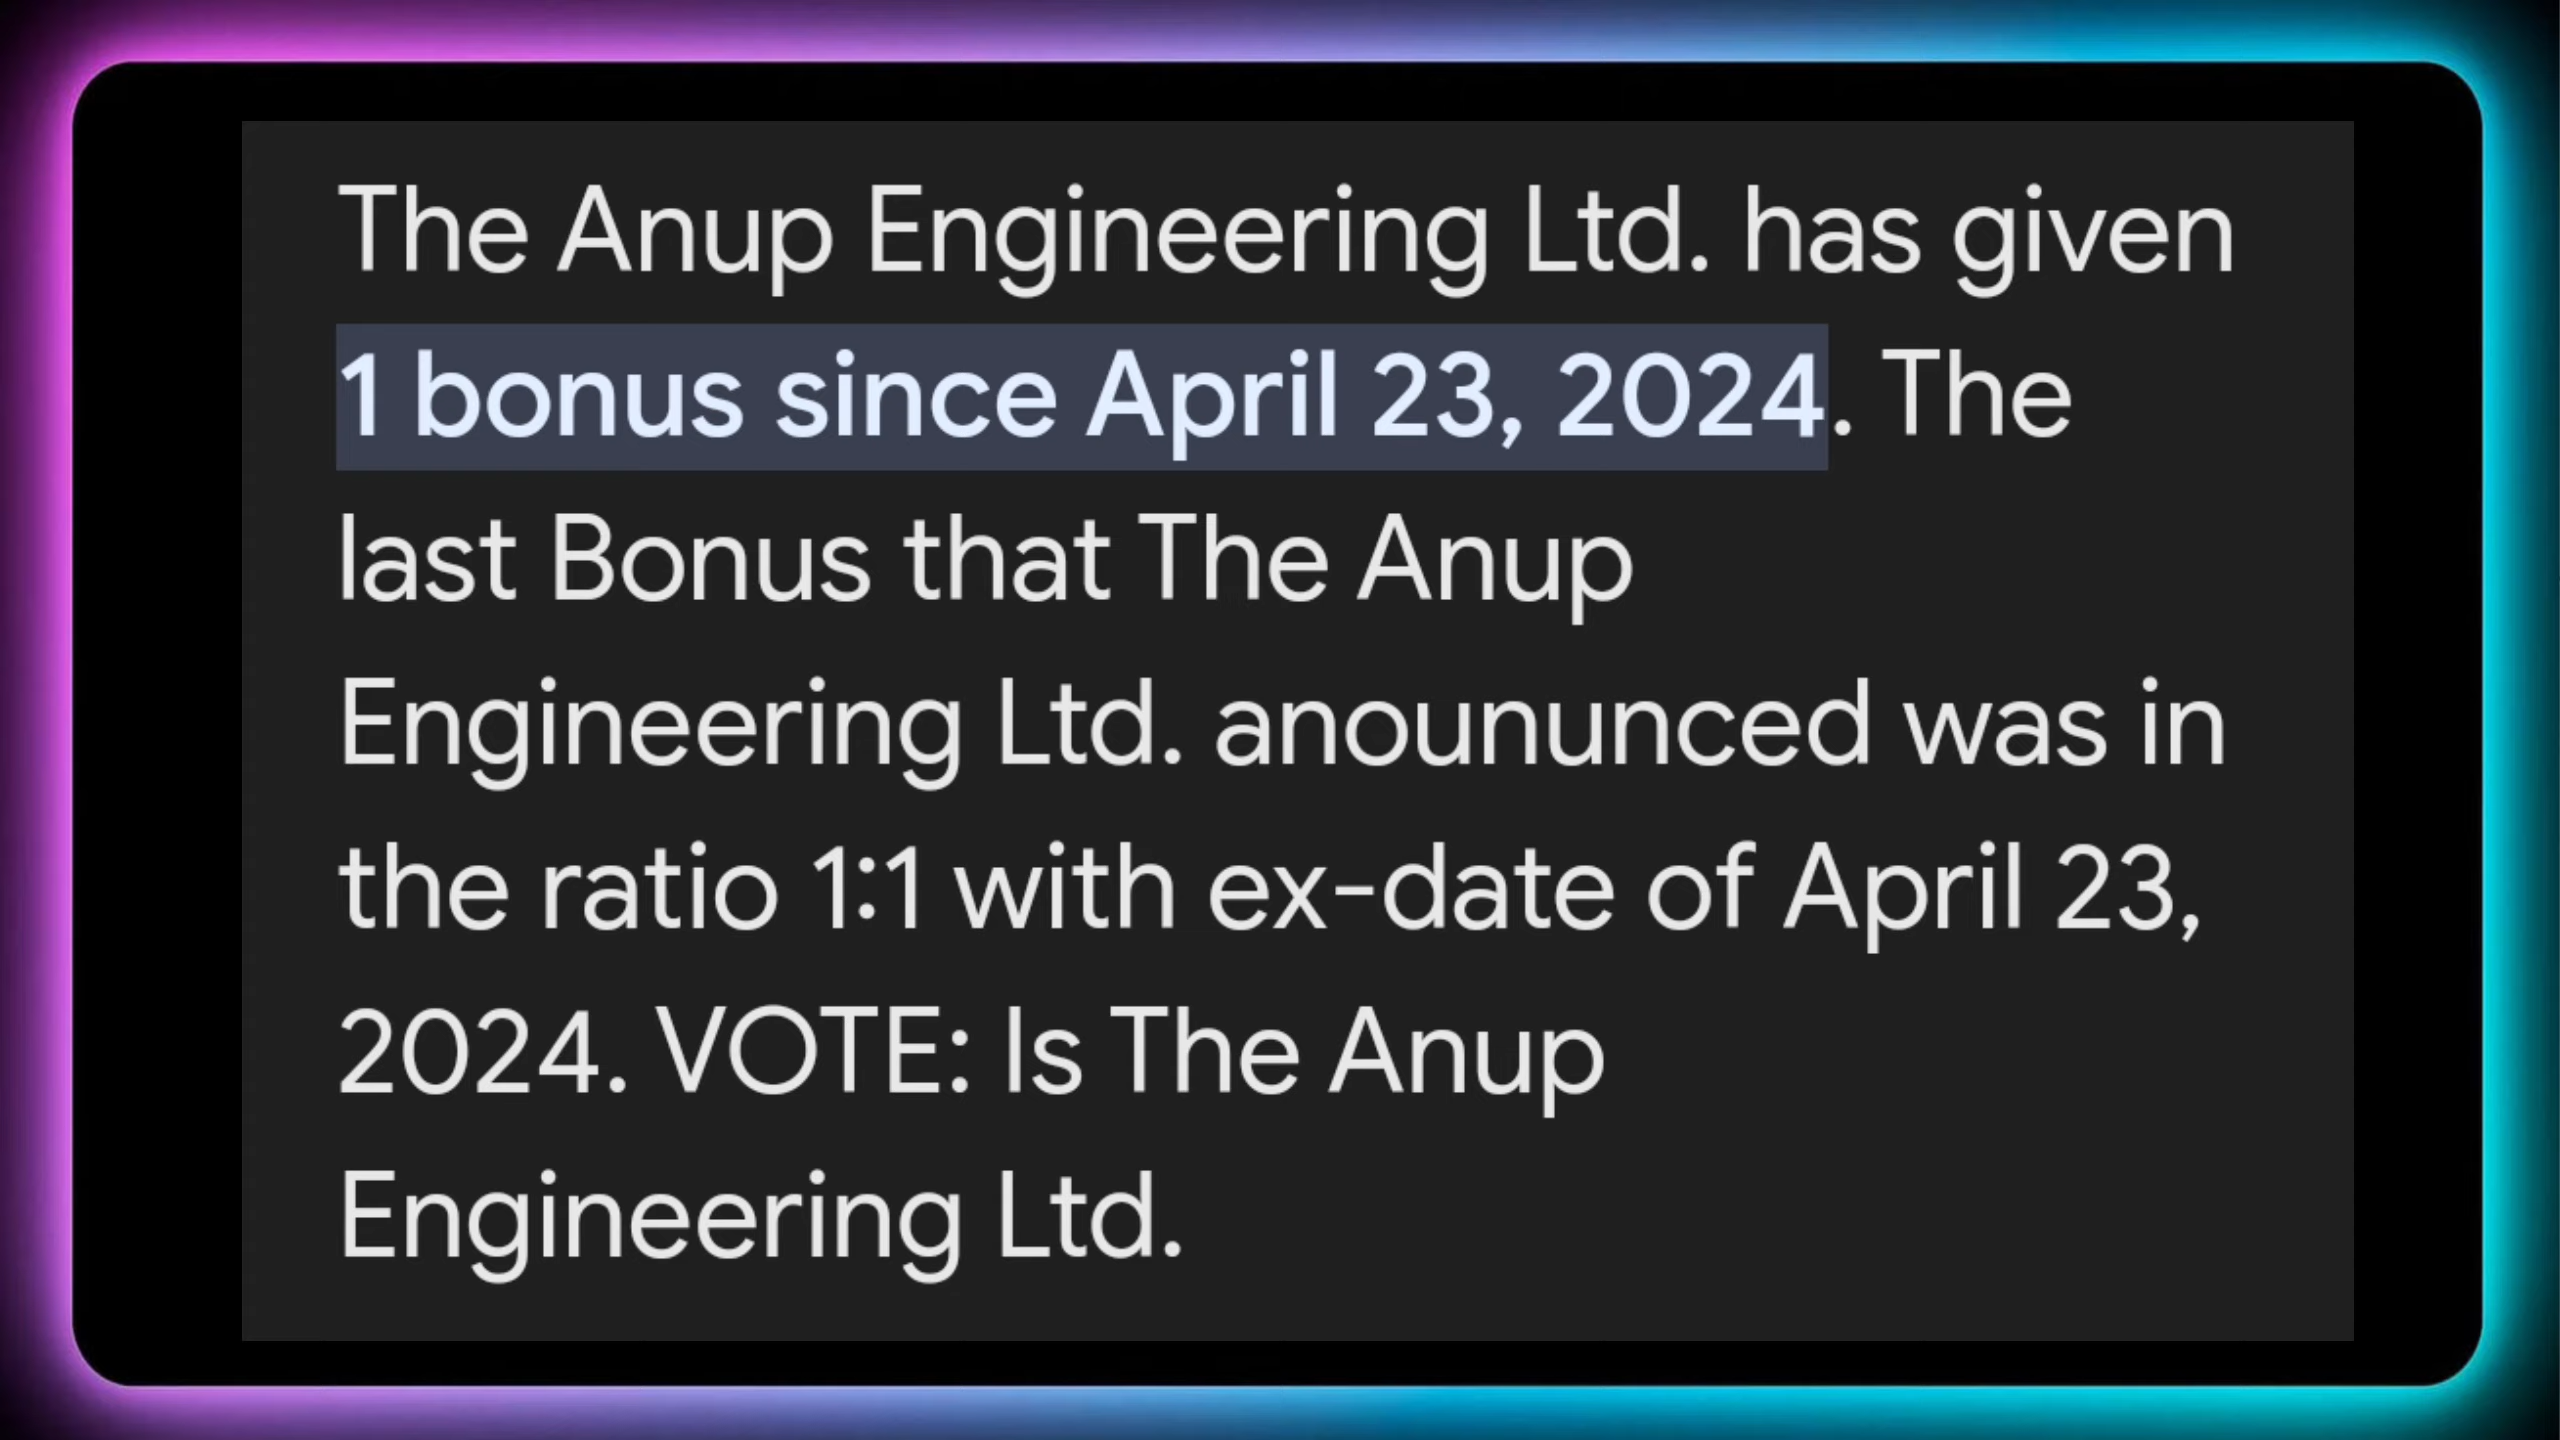 The Anup Engineering Ltd. has given
1 bonus since April 23, 2024. The
last Bonus that The Anup
Engineering Ltd. anoununced was in
the ratio 1:1 with ex-date of April 23,
2024. VOTE: Is The Anup
Engineering Ltd.